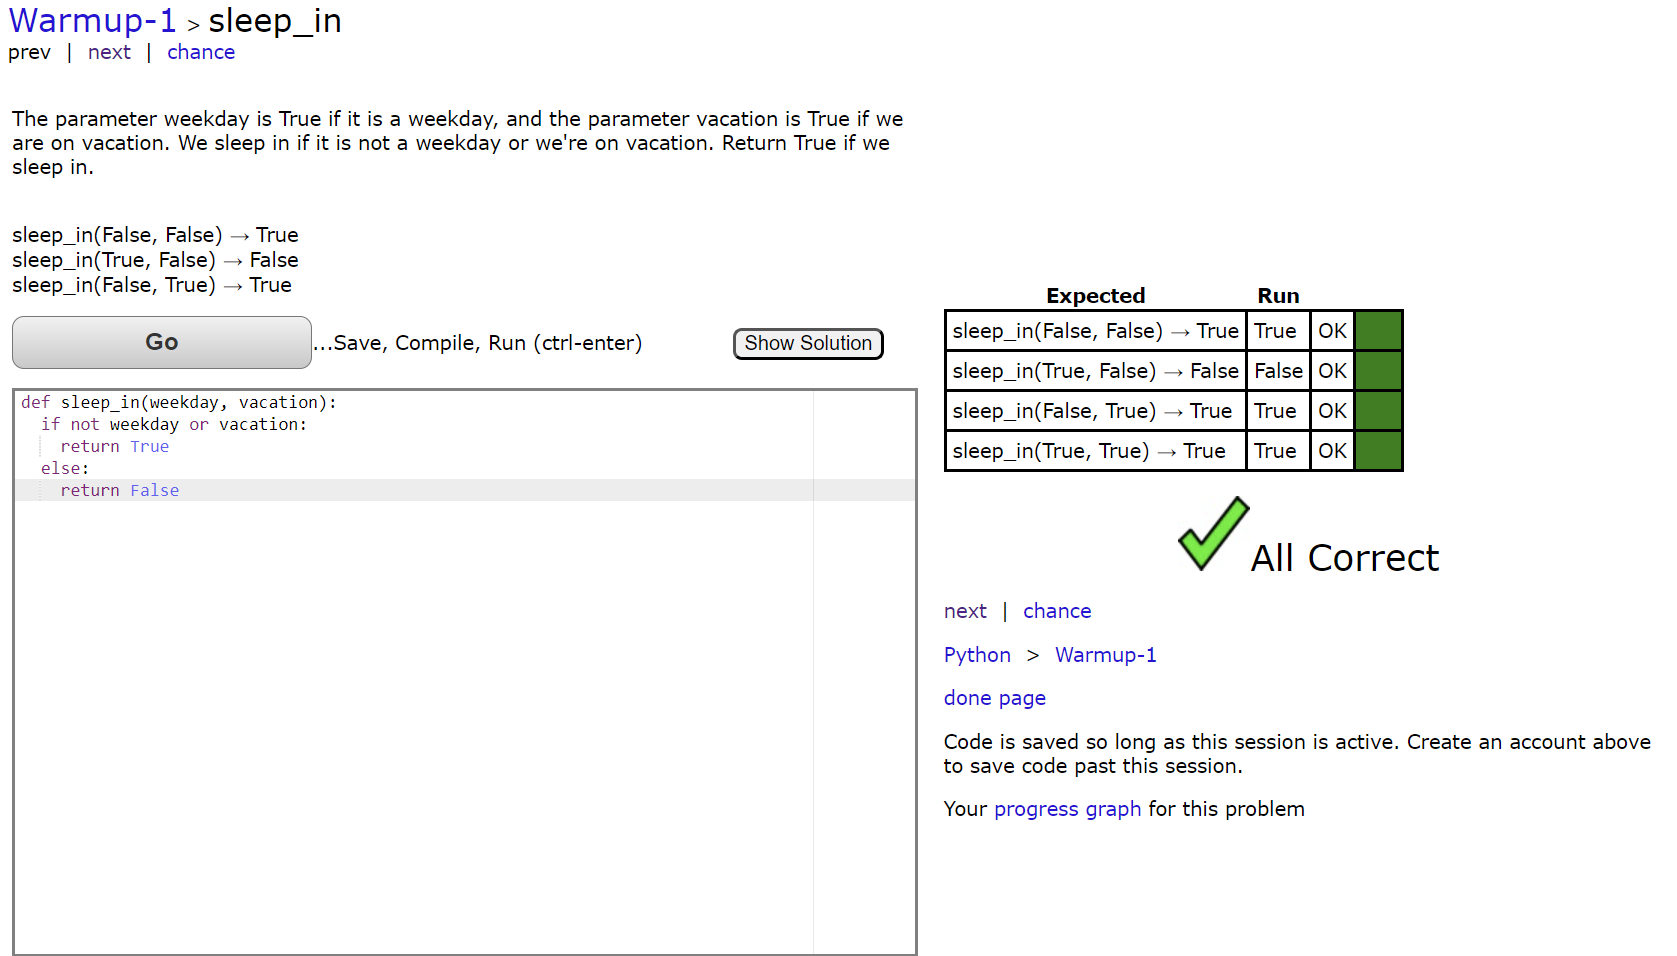 Warmup-1 > sleep_in
prev | next | chance
The parameter weekday is True if it is a weekday, and the parameter vacation is True if we
are on vacation. We sleep in if it is not a weekday or we're on vacation. Return True if we
sleep in.
sleep_in(False, False) → True
sleep_in(True, False) → False
sleep_in(False, True) → True
Go ...Save, Compile, Run (ctrl-enter) Show Solution
def sleep_in(weekday, vacation):
  if not weekday or vacation:
    return True
  else:
    return False
Expected Run
sleep_in(False, False) → True True OK
sleep_in(True, False) → False False OK
sleep_in(False, True) → True True OK
sleep_in(True, True) → True True OK
All Correct
next | chance
Python > Warmup-1
done page
Code is saved so long as this session is active. Create an account above
to save code past this session.
Your progress graph for this problem